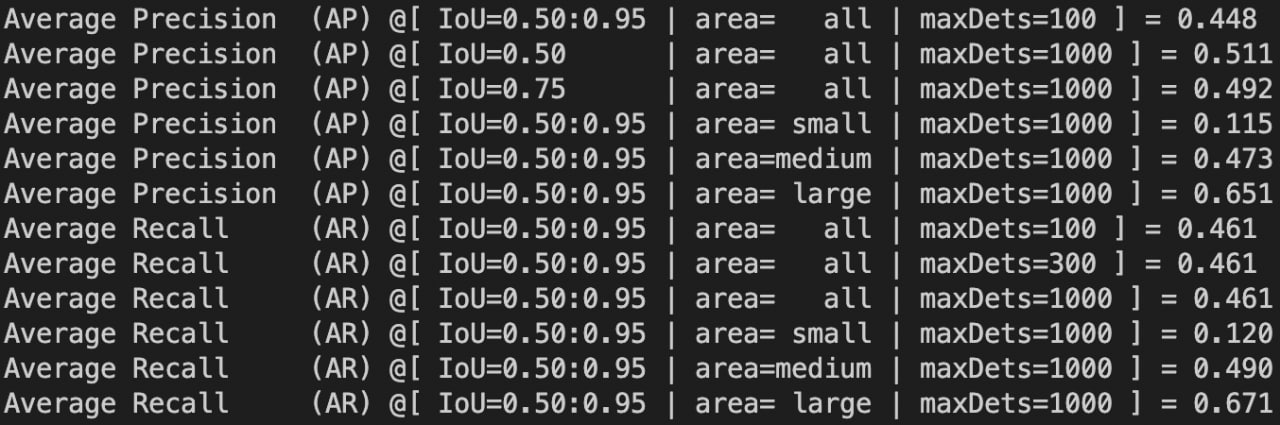 Average Precision  (AP) @[ IoU=0.50:0.95 | area=   all | maxDets=100 ] = 0.448
Average Precision  (AP) @[ IoU=0.50      | area=   all | maxDets=1000 ] = 0.511
Average Precision  (AP) @[ IoU=0.75      | area=   all | maxDets=1000 ] = 0.492
Average Precision  (AP) @[ IoU=0.50:0.95 | area= small | maxDets=1000 ] = 0.115
Average Precision  (AP) @[ IoU=0.50:0.95 | area=medium | maxDets=1000 ] = 0.473
Average Precision  (AP) @[ IoU=0.50:0.95 | area= large | maxDets=1000 ] = 0.651
Average Recall     (AR) @[ IoU=0.50:0.95 | area=   all | maxDets=100 ] = 0.461
Average Recall     (AR) @[ IoU=0.50:0.95 | area=   all | maxDets=300 ] = 0.461
Average Recall     (AR) @[ IoU=0.50:0.95 | area=   all | maxDets=1000 ] = 0.461
Average Recall     (AR) @[ IoU=0.50:0.95 | area= small | maxDets=1000 ] = 0.120
Average Recall     (AR) @[ IoU=0.50:0.95 | area=medium | maxDets=1000 ] = 0.490
Average Recall     (AR) @[ IoU=0.50:0.95 | area= large | maxDets=1000 ] = 0.671